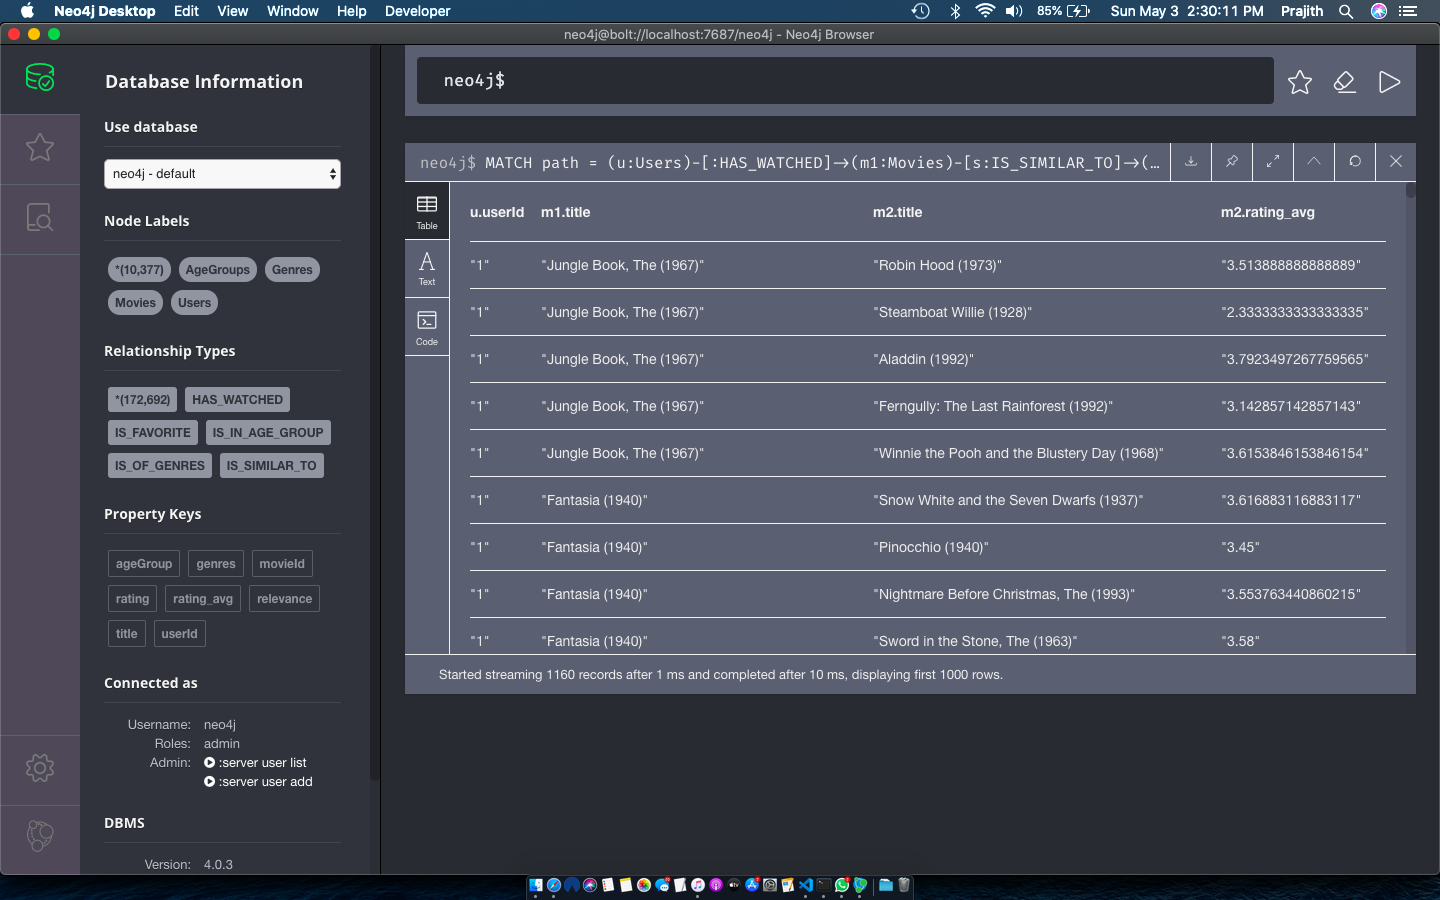 Neo4j Desktop Edit View Window Help Developer 85% Sun May 3 2:30:11 PM Prajith
neo4j@bolt://localhost:7687/neo4j - Neo4j Browser
Database Information
Use database
neo4j - default
Node Labels
*(10,377) AgeGroups Genres
Movies Users
Relationship Types
*(172,692) HAS_WATCHED
IS_FAVORITE IS_IN_AGE_GROUP
IS_OF_GENRES IS_SIMILAR_TO
Property Keys
ageGroup genres movieId
rating rating_avg relevance
title userId
Connected as
Username: neo4j
Roles: admin
Admin: :server user list
:server user add
DBMS
Version: 4.0.3
neo4j$
neo4j$ MATCH path = (u:Users)-[:HAS_WATCHED]→(m1:Movies)-[s:IS_SIMILAR_TO]→(…
Table
Text
Code
u.userId m1.title m2.title m2.rating_avg
"1" "Jungle Book, The (1967)" "Robin Hood (1973)" "3.513888888888889"
"1" "Jungle Book, The (1967)" "Steamboat Willie (1928)" "2.3333333333333335"
"1" "Jungle Book, The (1967)" "Aladdin (1992)" "3.7923497267759565"
"1" "Jungle Book, The (1967)" "Ferngully: The Last Rainforest (1992)" "3.142857142857143"
"1" "Jungle Book, The (1967)" "Winnie the Pooh and the Blustery Day (1968)" "3.6153846153846154"
"1" "Fantasia (1940)" "Snow White and the Seven Dwarfs (1937)" "3.616883116883117"
"1" "Fantasia (1940)" "Pinocchio (1940)" "3.45"
"1" "Fantasia (1940)" "Nightmare Before Christmas, The (1993)" "3.553763440860215"
"1" "Fantasia (1940)" "Sword in the Stone, The (1963)" "3.58"
Started streaming 1160 records after 1 ms and completed after 10 ms, displaying first 1000 rows.